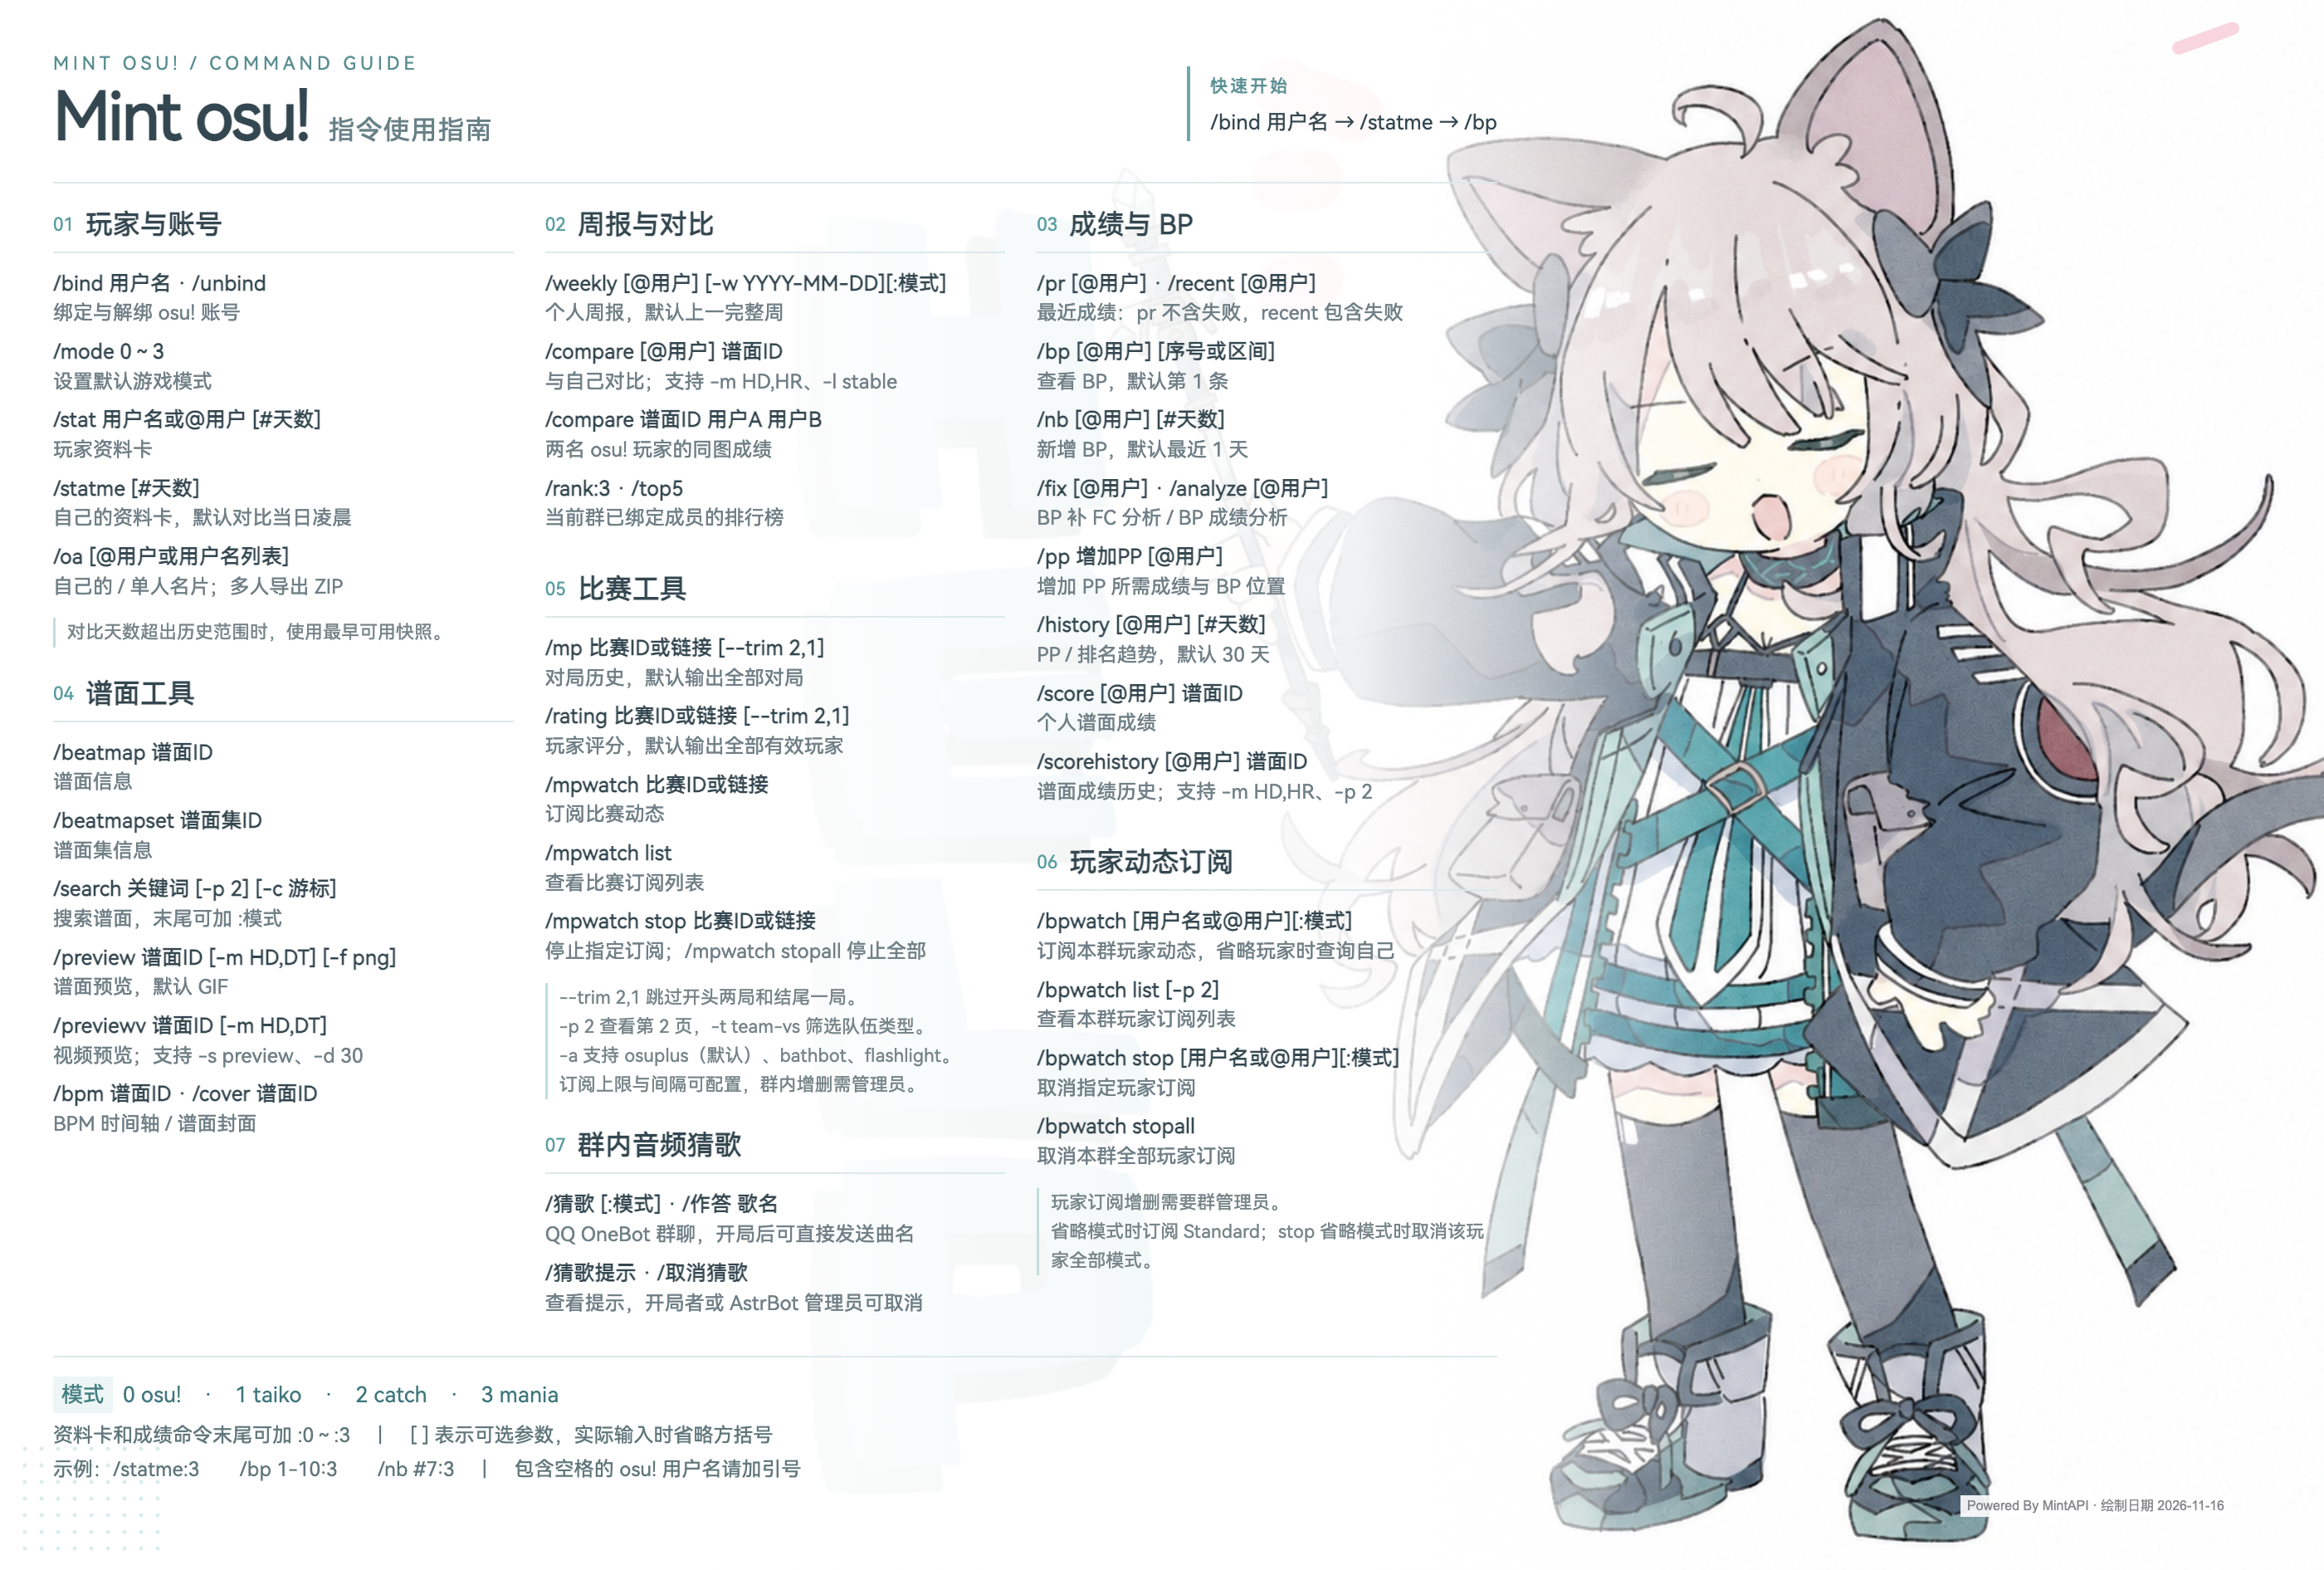 MINT OSU! / COMMAND GUIDE
Mint osu! 指令使用指南
快速开始
/bind 用户名 → /statme → /bp
01 玩家与账号
/bind 用户名 · /unbind
绑定与解绑 osu! 账号
/mode 0 ~ 3
设置默认游戏模式
/stat 用户名或@用户 [#天数]
玩家资料卡
/statme [#天数]
自己的资料卡，默认对比当日凌晨
/oa [@用户或用户名列表]
自己的 / 单人名片；多人导出 ZIP
对比天数超出历史范围时，使用最早可用快照。
02 周报与对比
/weekly [@用户] [-w YYYY-MM-DD][:模式]
个人周报，默认上一完整周
/compare [@用户] 谱面ID
与自己对比；支持 -m HD,HR、-l stable
/compare 谱面ID 用户A 用户B
两名 osu! 玩家的同图成绩
/rank:3 · /top5
当前群已绑定成员的排行榜
03 成绩与 BP
/pr [@用户] · /recent [@用户]
最近成绩：pr 不含失败，recent 包含失败
/bp [@用户] [序号或区间]
查看 BP，默认第 1 条
/nb [@用户] [#天数]
新增 BP，默认最近 1 天
/fix [@用户] · /analyze [@用户]
BP 补 FC 分析 / BP 成绩分析
/pp 增加PP [@用户]
增加 PP 所需成绩与 BP 位置
/history [@用户] [#天数]
PP / 排名趋势，默认 30 天
/score [@用户] 谱面ID
个人谱面成绩
/scorehistory [@用户] 谱面ID
谱面成绩历史；支持 -m HD,HR、-p 2
04 谱面工具
/beatmap 谱面ID
谱面信息
/beatmapset 谱面集ID
谱面集信息
/search 关键词 [-p 2] [-c 游标]
搜索谱面，末尾可加 :模式
/preview 谱面ID [-m HD,DT] [-f png]
谱面预览，默认 GIF
/previewv 谱面ID [-m HD,DT]
视频预览；支持 -s preview、-d 30
/bpm 谱面ID · /cover 谱面ID
BPM 时间轴 / 谱面封面
05 比赛工具
/mp 比赛ID或链接 [--trim 2,1]
对局历史，默认输出全部对局
/rating 比赛ID或链接 [--trim 2,1]
玩家评分，默认输出全部有效玩家
/mpwatch 比赛ID或链接
订阅比赛动态
/mpwatch list
查看比赛订阅列表
/mpwatch stop 比赛ID或链接
停止指定订阅；/mpwatch stopall 停止全部
--trim 2,1 跳过开头两局和结尾一局。
-p 2 查看第 2 页，-t team-vs 筛选队伍类型。
-a 支持 osuplus（默认）、bathbot、flashlight。
订阅上限与间隔可配置，群内增删需管理员。
06 玩家动态订阅
/bpwatch [用户名或@用户][:模式]
订阅本群玩家动态，省略玩家时查询自己
/bpwatch list [-p 2]
查看本群玩家订阅列表
/bpwatch stop [用户名或@用户][:模式]
取消指定玩家订阅
/bpwatch stopall
取消本群全部玩家订阅
玩家订阅增删需要群管理员。
省略模式时订阅 Standard；stop 省略模式时取消该玩
家全部模式。
07 群内音频猜歌
/猜歌 [:模式] · /作答 歌名
QQ OneBot 群聊，开局后可直接发送曲名
/猜歌提示 · /取消猜歌
查看提示，开局者或 AstrBot 管理员可取消
模式 0 osu! · 1 taiko · 2 catch · 3 mania
资料卡和成绩命令末尾可加 :0 ~ :3 | [ ] 表示可选参数，实际输入时省略方括号
示例：/statme:3 /bp 1-10:3 /nb #7:3 | 包含空格的 osu! 用户名请加引号
Powered By MintAPI · 绘制日期 2026-11-16